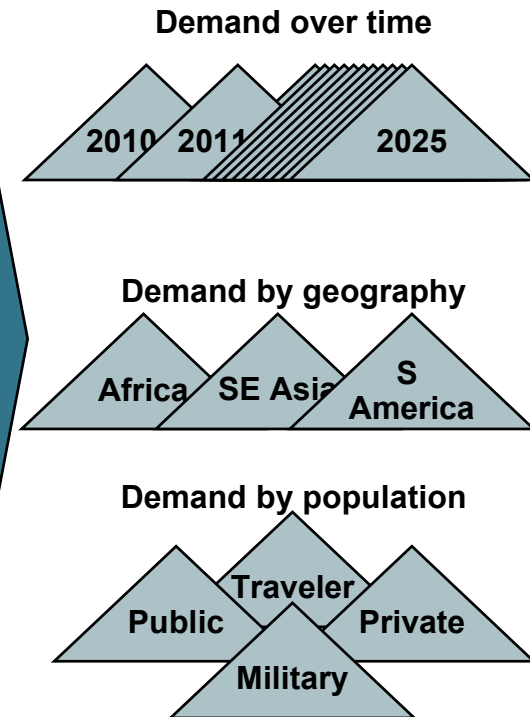 Demand over time
2010 2011 2025
Demand by geography
Africa SE Asia S
America
Demand by population
Traveler
Public Private
Military